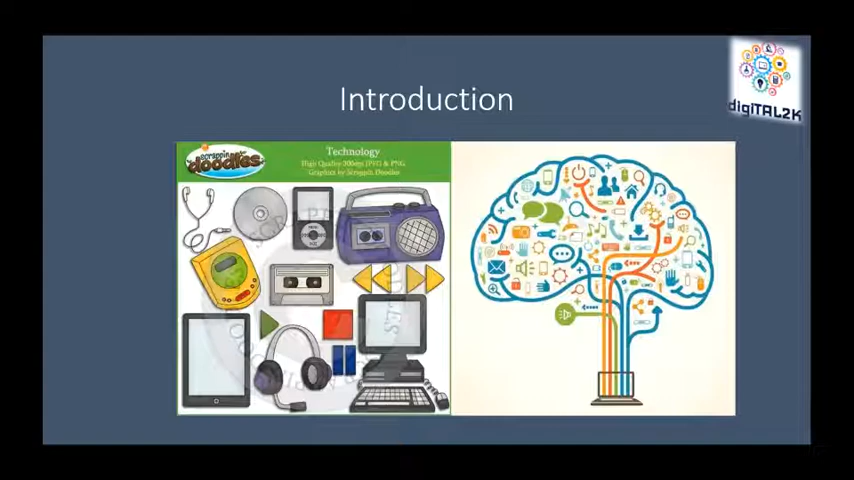 Introduction
digiTAL2K
scrappin
doodles
Technology
High Quality 300dpi JPEG & PNG
Graphics by Scrappin Doodles